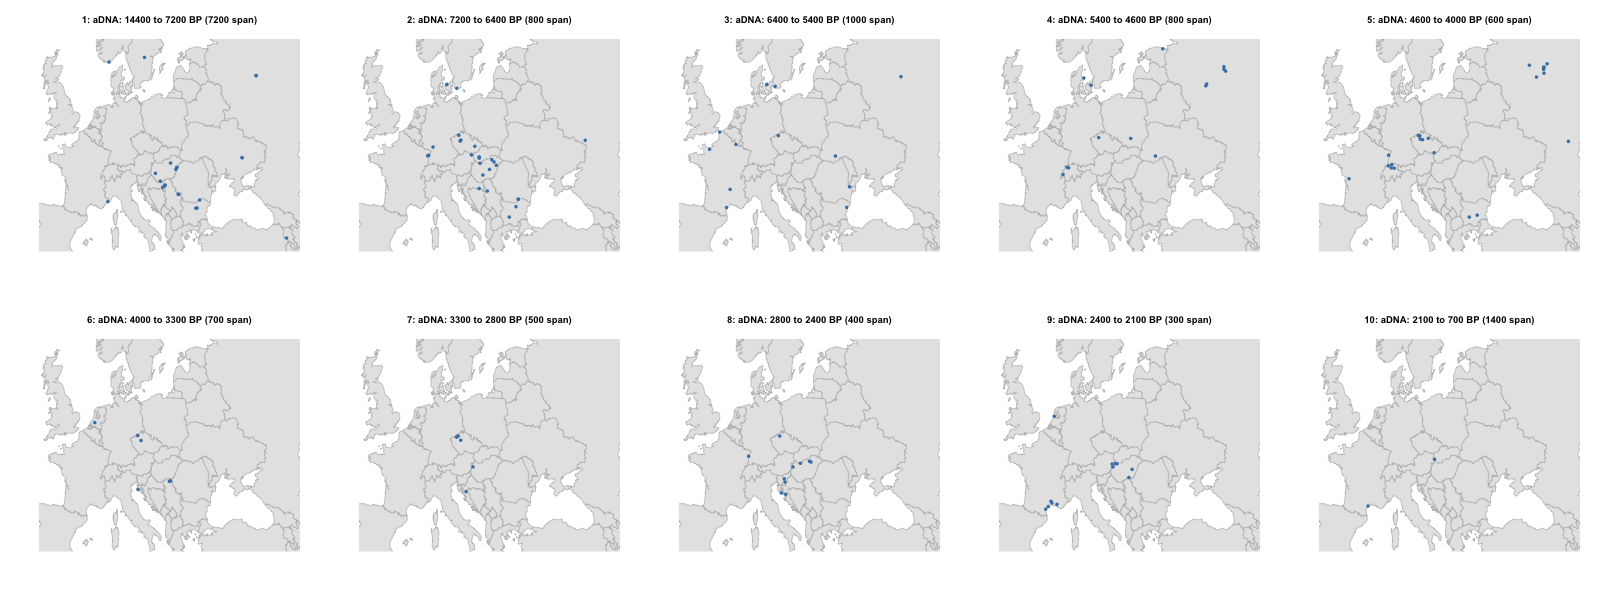 1: aDNA: 14400 to 7200 BP (7200 span)
2: aDNA: 7200 to 6400 BP (800 span)
3: aDNA: 6400 to 5400 BP (1000 span)
4: aDNA: 5400 to 4600 BP (800 span)
5: aDNA: 4600 to 4000 BP (600 span)
6: aDNA: 4000 to 3300 BP (700 span)
7: aDNA: 3300 to 2800 BP (500 span)
8: aDNA: 2800 to 2400 BP (400 span)
9: aDNA: 2400 to 2100 BP (300 span)
10: aDNA: 2100 to 700 BP (1400 span)